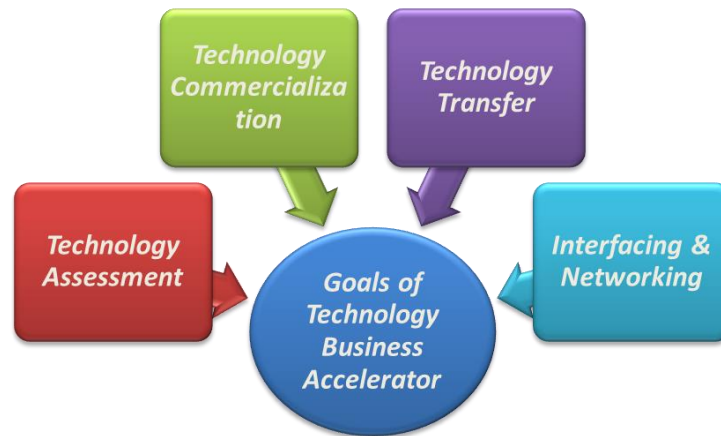 Technology
Commercializa
tion
Technology
Transfer
Technology
Assessment
Interfacing &
Networking
Goals of
Technology
Business
Accelerator